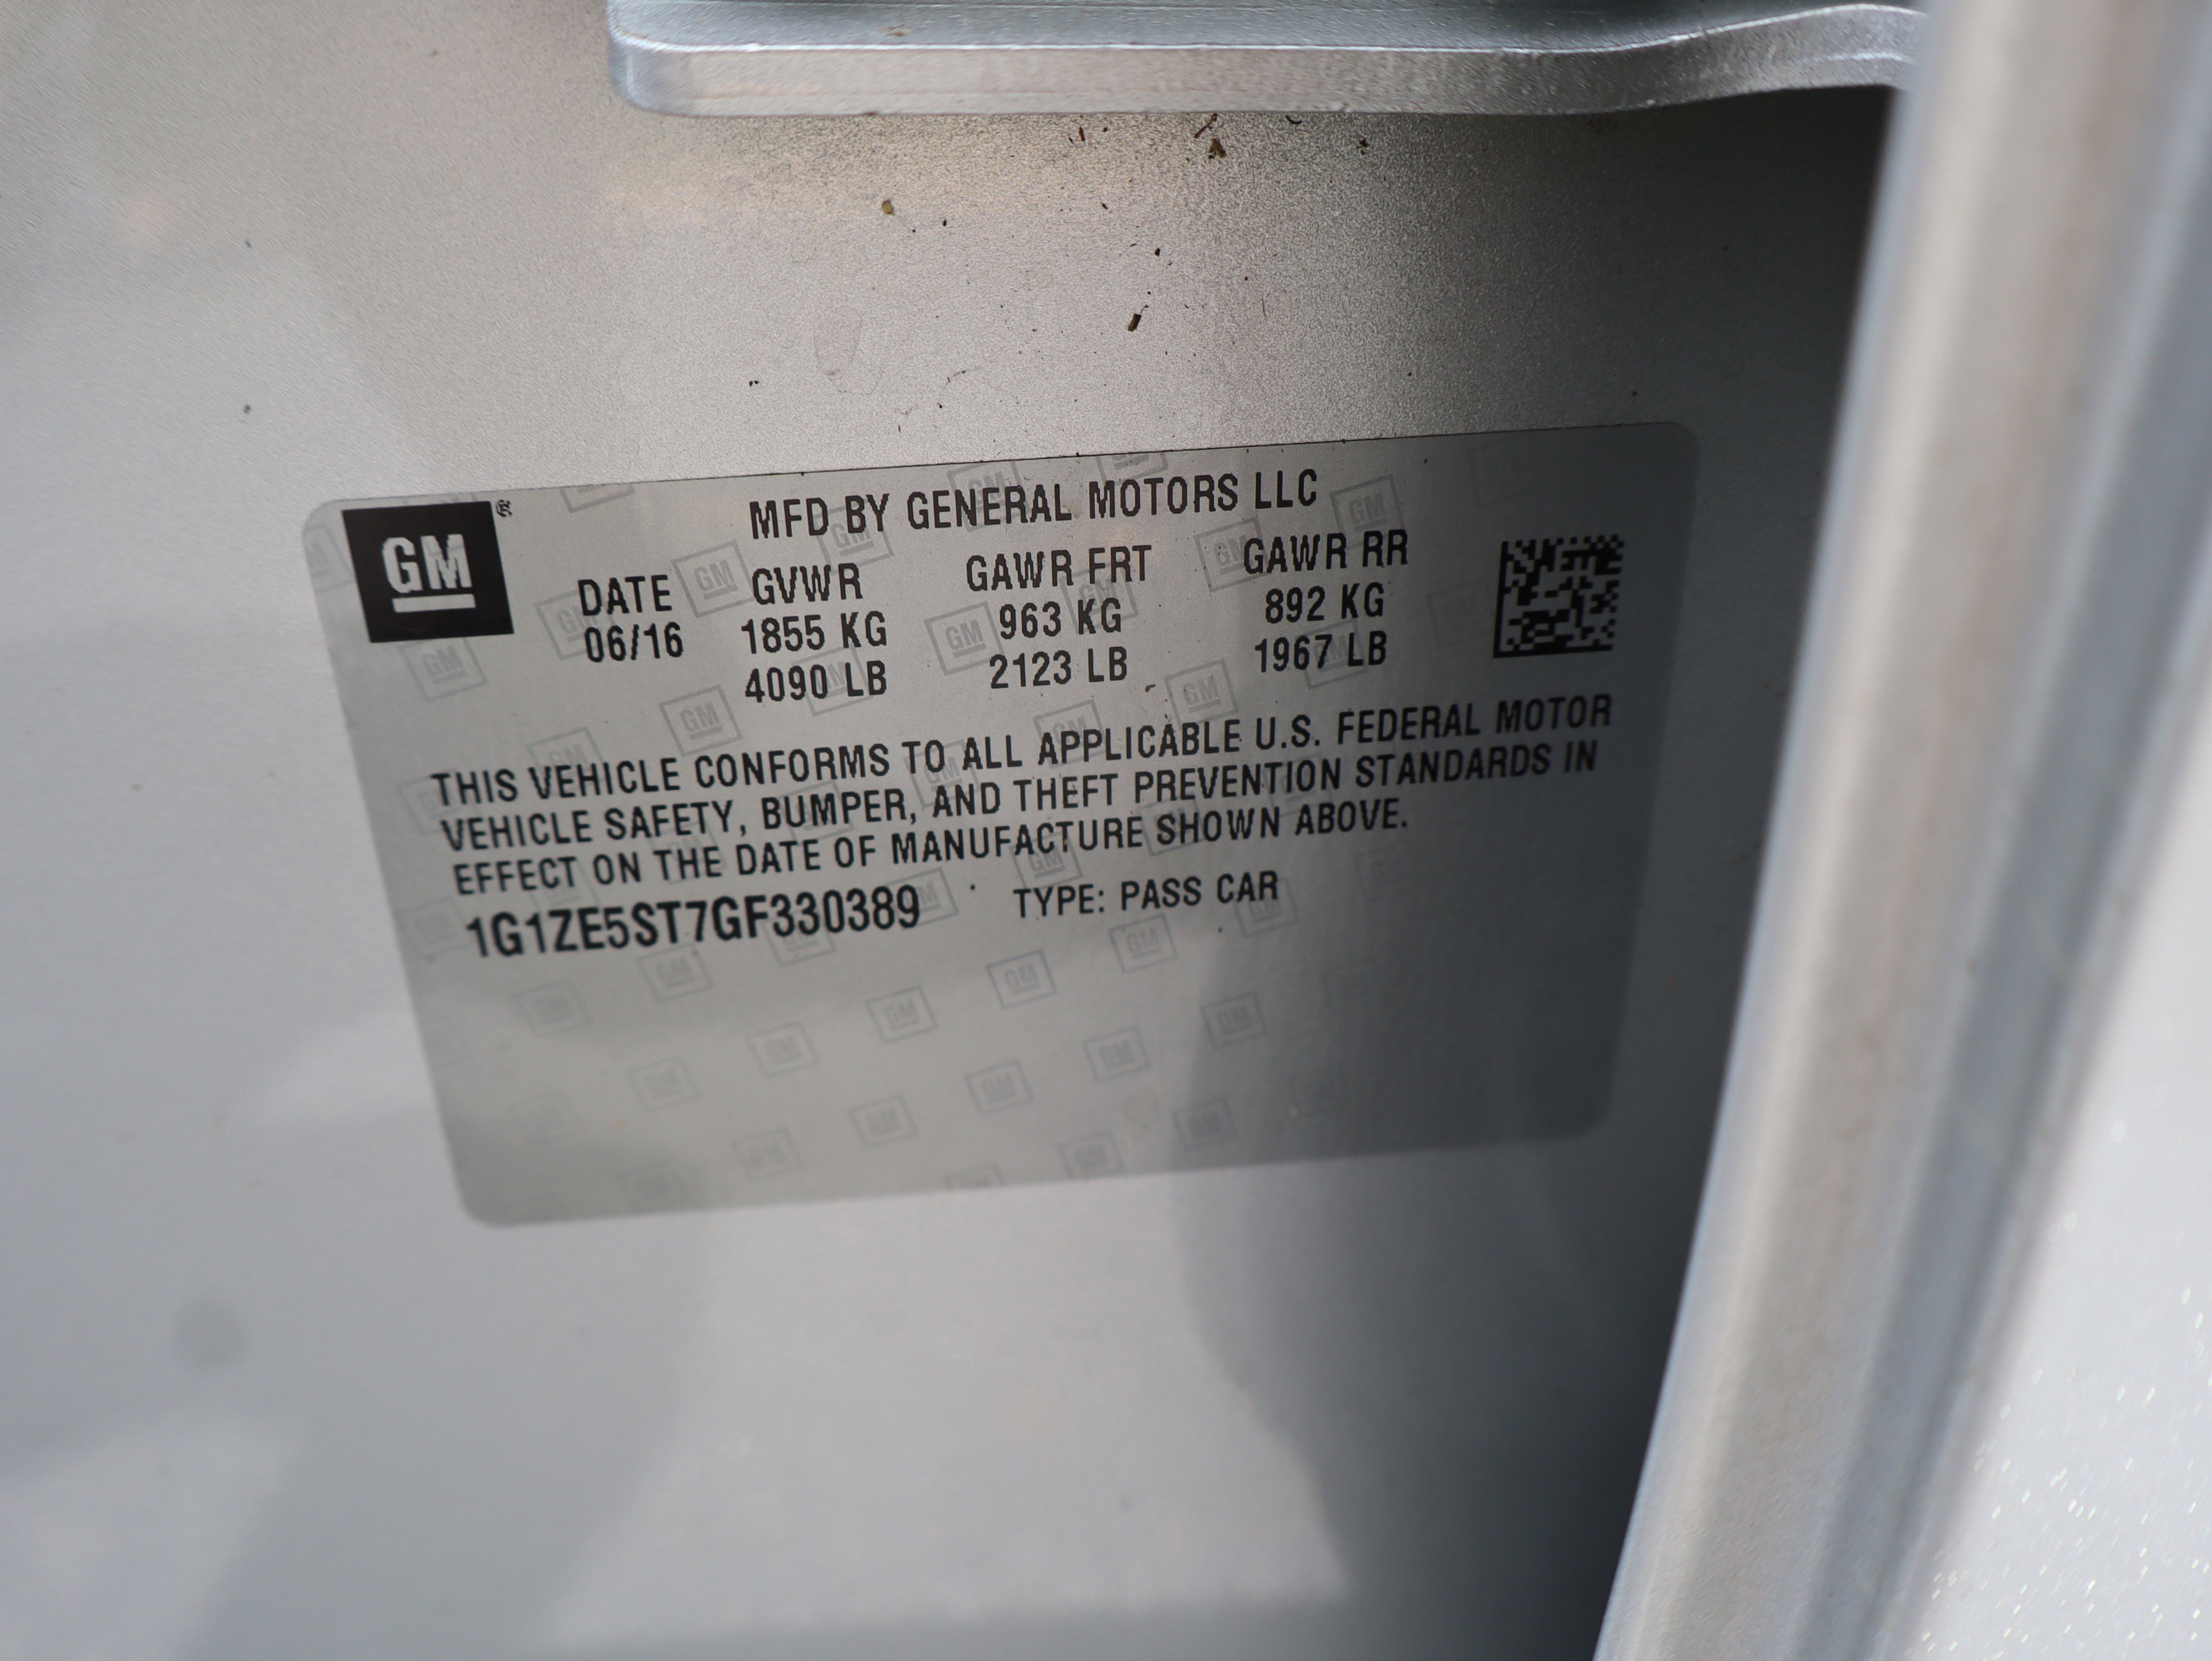 GM ®
MFD BY GENERAL MOTORS LLC
DATE GVWR GAWR FRT GAWR RR
06/16 1855 KG 963 KG 892 KG
4090 LB 2123 LB 1967 LB
THIS VEHICLE CONFORMS TO ALL APPLICABLE U.S. FEDERAL MOTOR
VEHICLE SAFETY, BUMPER, AND THEFT PREVENTION STANDARDS IN
EFFECT ON THE DATE OF MANUFACTURE SHOWN ABOVE.
1G1ZE5ST7GF330389 TYPE: PASS CAR